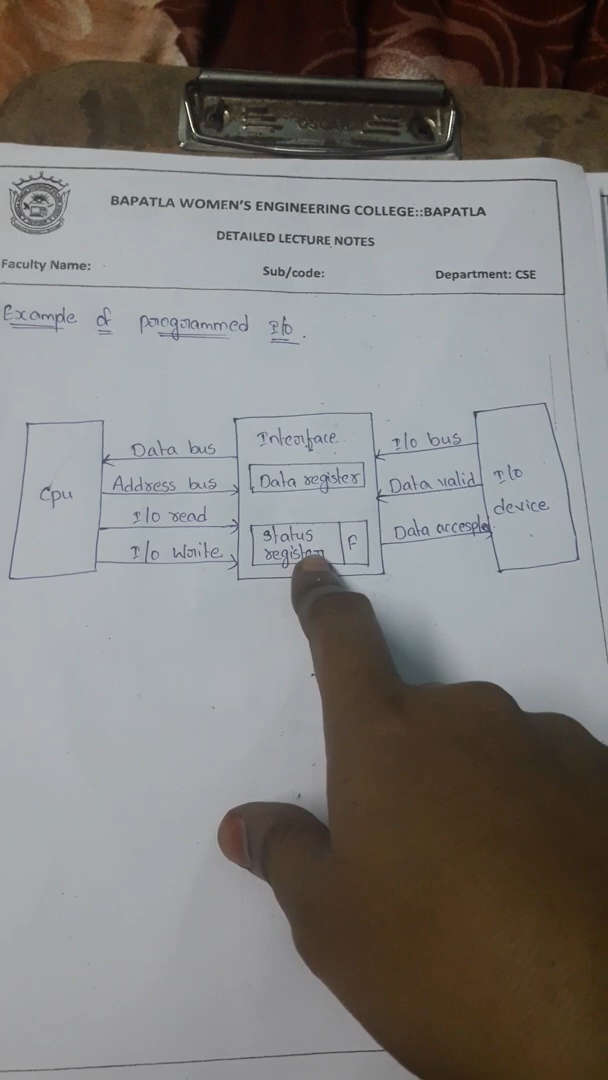 BAPATLA WOMEN'S ENGINEERING COLLEGE::BAPATLA
DETAILED LECTURE NOTES
Faculty Name:
Sub/code:
Department: CSE
Example of programmed I/O.
Cpu
Data bus
Address bus
I/O read
I/O Write
Interface
Data register
Status
register
F
I/O bus
Data valid
Data accesple
I/O
device